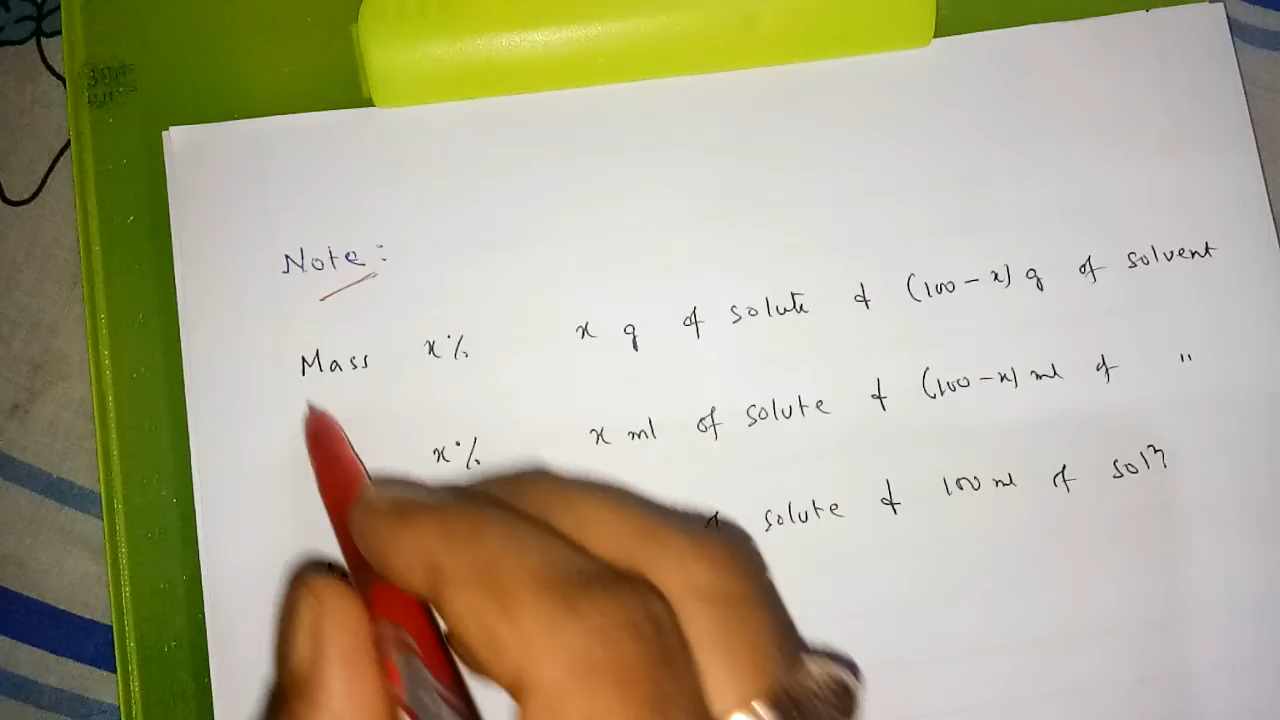 Note:
Mass x% x g of solute & (100-x) g of solvent
x% x ml of solute & (100-x) ml of "
solute & 100 ml of solⁿ